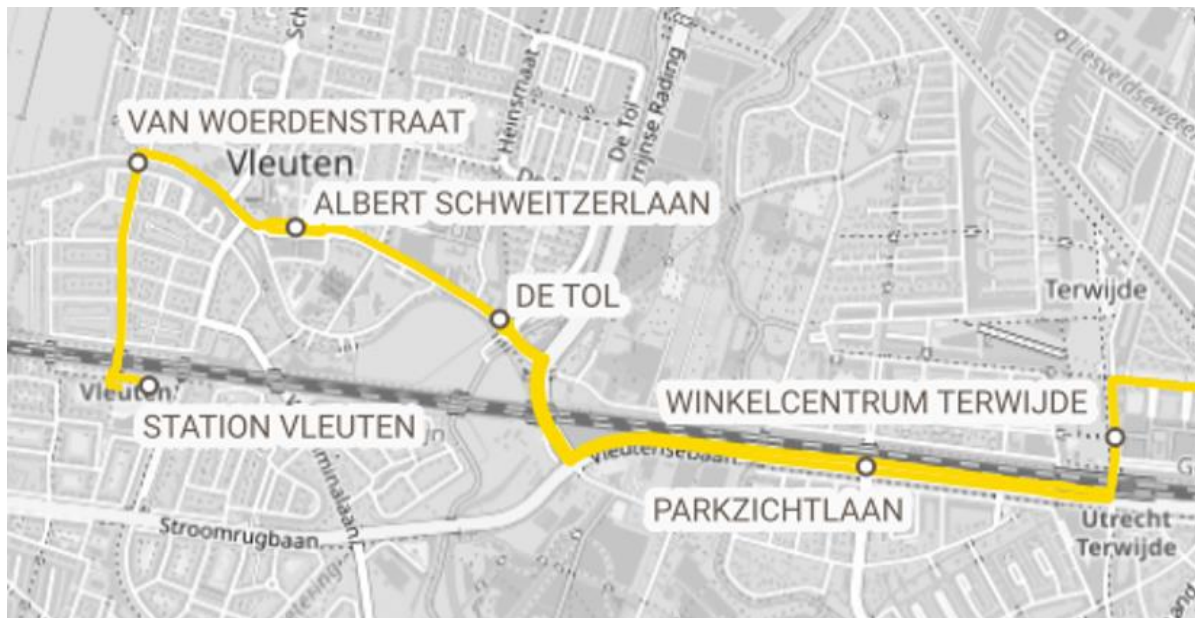 Heinsmaat
De Tol
VAN WOERDENSTRAAT
Vleuten
ALBERT SCHWEITZERLAAN
DE TOL
Terwijde
Vleuten
WINKELCENTRUM TERWIJDE
STATION VLEUTEN
Vleutensebaan
PARKZICHTLAAN
Stroomrugbaan
Utrecht
Terwijde